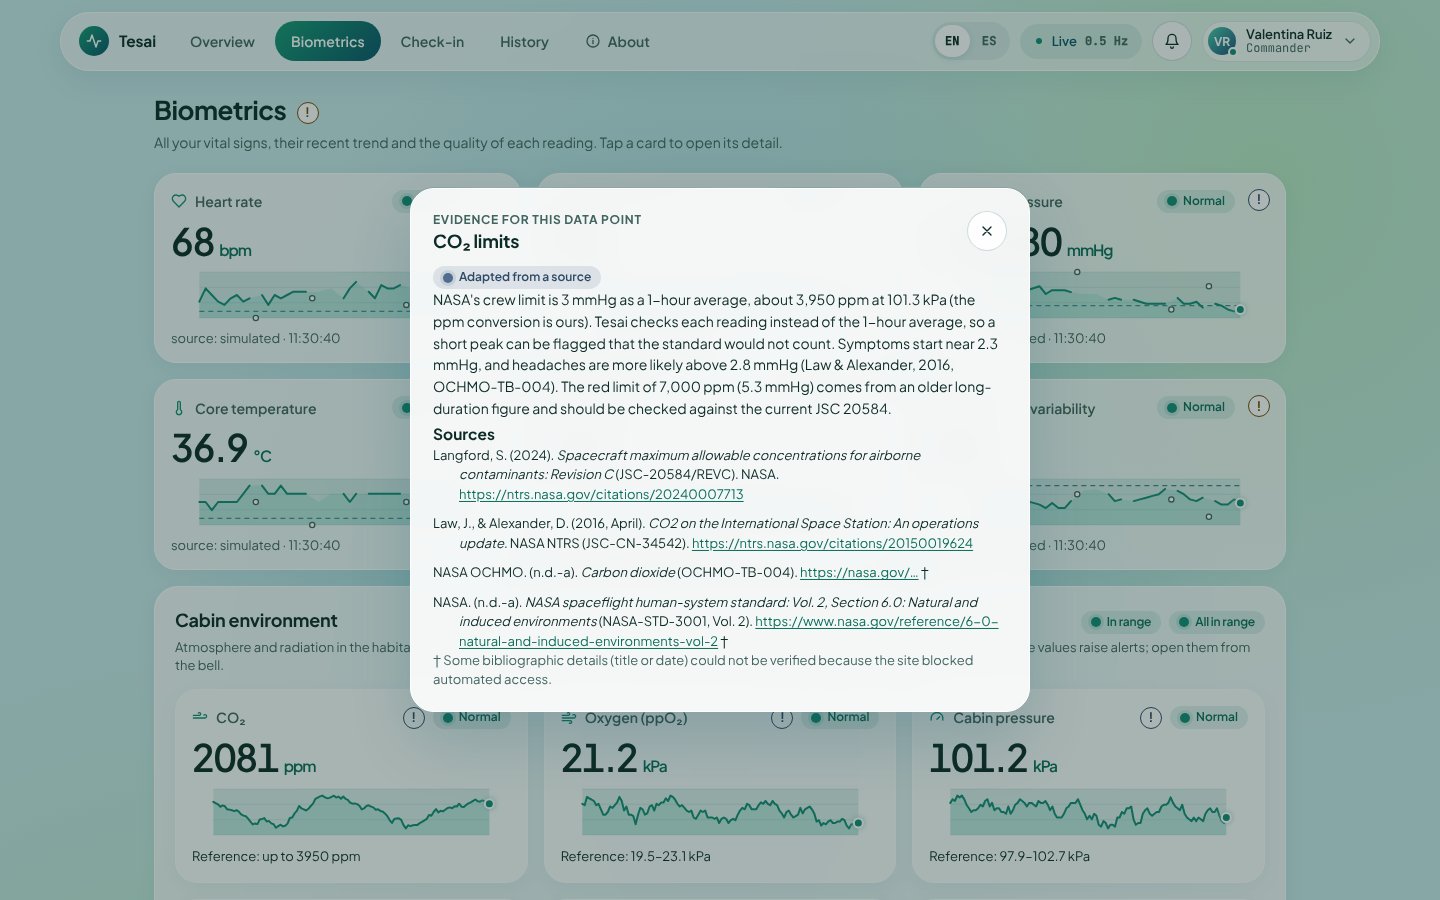 Tesai
Overview
Biometrics
Check-in
History
About
EN
ES
Live 0.5 Hz
VR
Valentina Ruiz
Commander
Biometrics
All your vital signs, their recent trend and the quality of each reading. Tap a card to open its detail.
Heart rate
68 bpm
source: simulated · 11:30:40
Normal
mmHg
11:30:40
EVIDENCE FOR THIS DATA POINT
CO₂ limits
Adapted from a source
NASA's crew limit is 3 mmHg as a 1-hour average, about 3,950 ppm at 101.3 kPa (the
ppm conversion is ours). Tesai checks each reading instead of the 1-hour average, so a
short peak can be flagged that the standard would not count. Symptoms start near 2.3
mmHg, and headaches are more likely above 2.8 mmHg (Law & Alexander, 2016,
OCHMO-TB-004). The red limit of 7,000 ppm (5.3 mmHg) comes from an older long-
duration figure and should be checked against the current JSC 20584.
Sources
Langford, S. (2024). Spacecraft maximum allowable concentrations for airborne
contaminants: Revision C (JSC-20584/REVC). NASA.
https://ntrs.nasa.gov/citations/20240007713
Law, J., & Alexander, D. (2016, April). CO2 on the International Space Station: An operations
update. NASA NTRS (JSC-CN-34542). https://ntrs.nasa.gov/citations/20150019624
NASA OCHMO. (n.d.-a). Carbon dioxide (OCHMO-TB-004). https://nasa.gov/… †
NASA. (n.d.-a). NASA spaceflight human-system standard: Vol. 2, Section 6.0: Natural and
induced environments (NASA-STD-3001, Vol. 2). https://www.nasa.gov/reference/6-0-
natural-and-induced-environments-vol-2 †
† Some bibliographic details (title or date) could not be verified because the site blocked
automated access.
Core temperature
36.9 °C
source: simulated · 11:30:40
variability
Normal
11:30:40
Cabin environment
In range
All in range
Atmosphere and radiation in the
values raise alerts; open them from
the bell.
CO₂
Normal
2081 ppm
Reference: up to 3950 ppm
Oxygen (ppO₂)
Normal
21.2 kPa
Reference: 19.5–23.1 kPa
Cabin pressure
Normal
101.2 kPa
Reference: 97.9–102.7 kPa